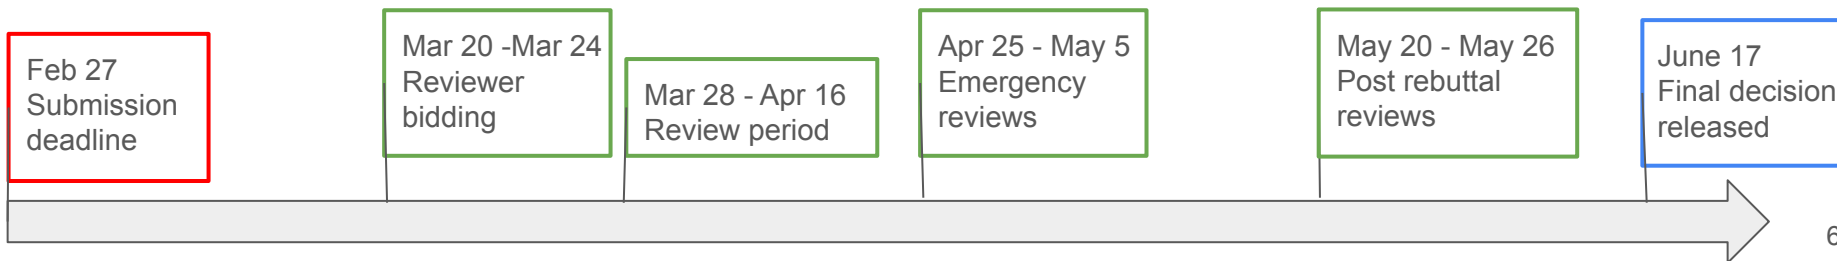 Feb 27
Submission
deadline
Mar 20 -Mar 24
Reviewer
bidding
Mar 28 - Apr 16
Review period
Apr 25 - May 5
Emergency
reviews
May 20 - May 26
Post rebuttal
reviews
June 17
Final decision
released
6